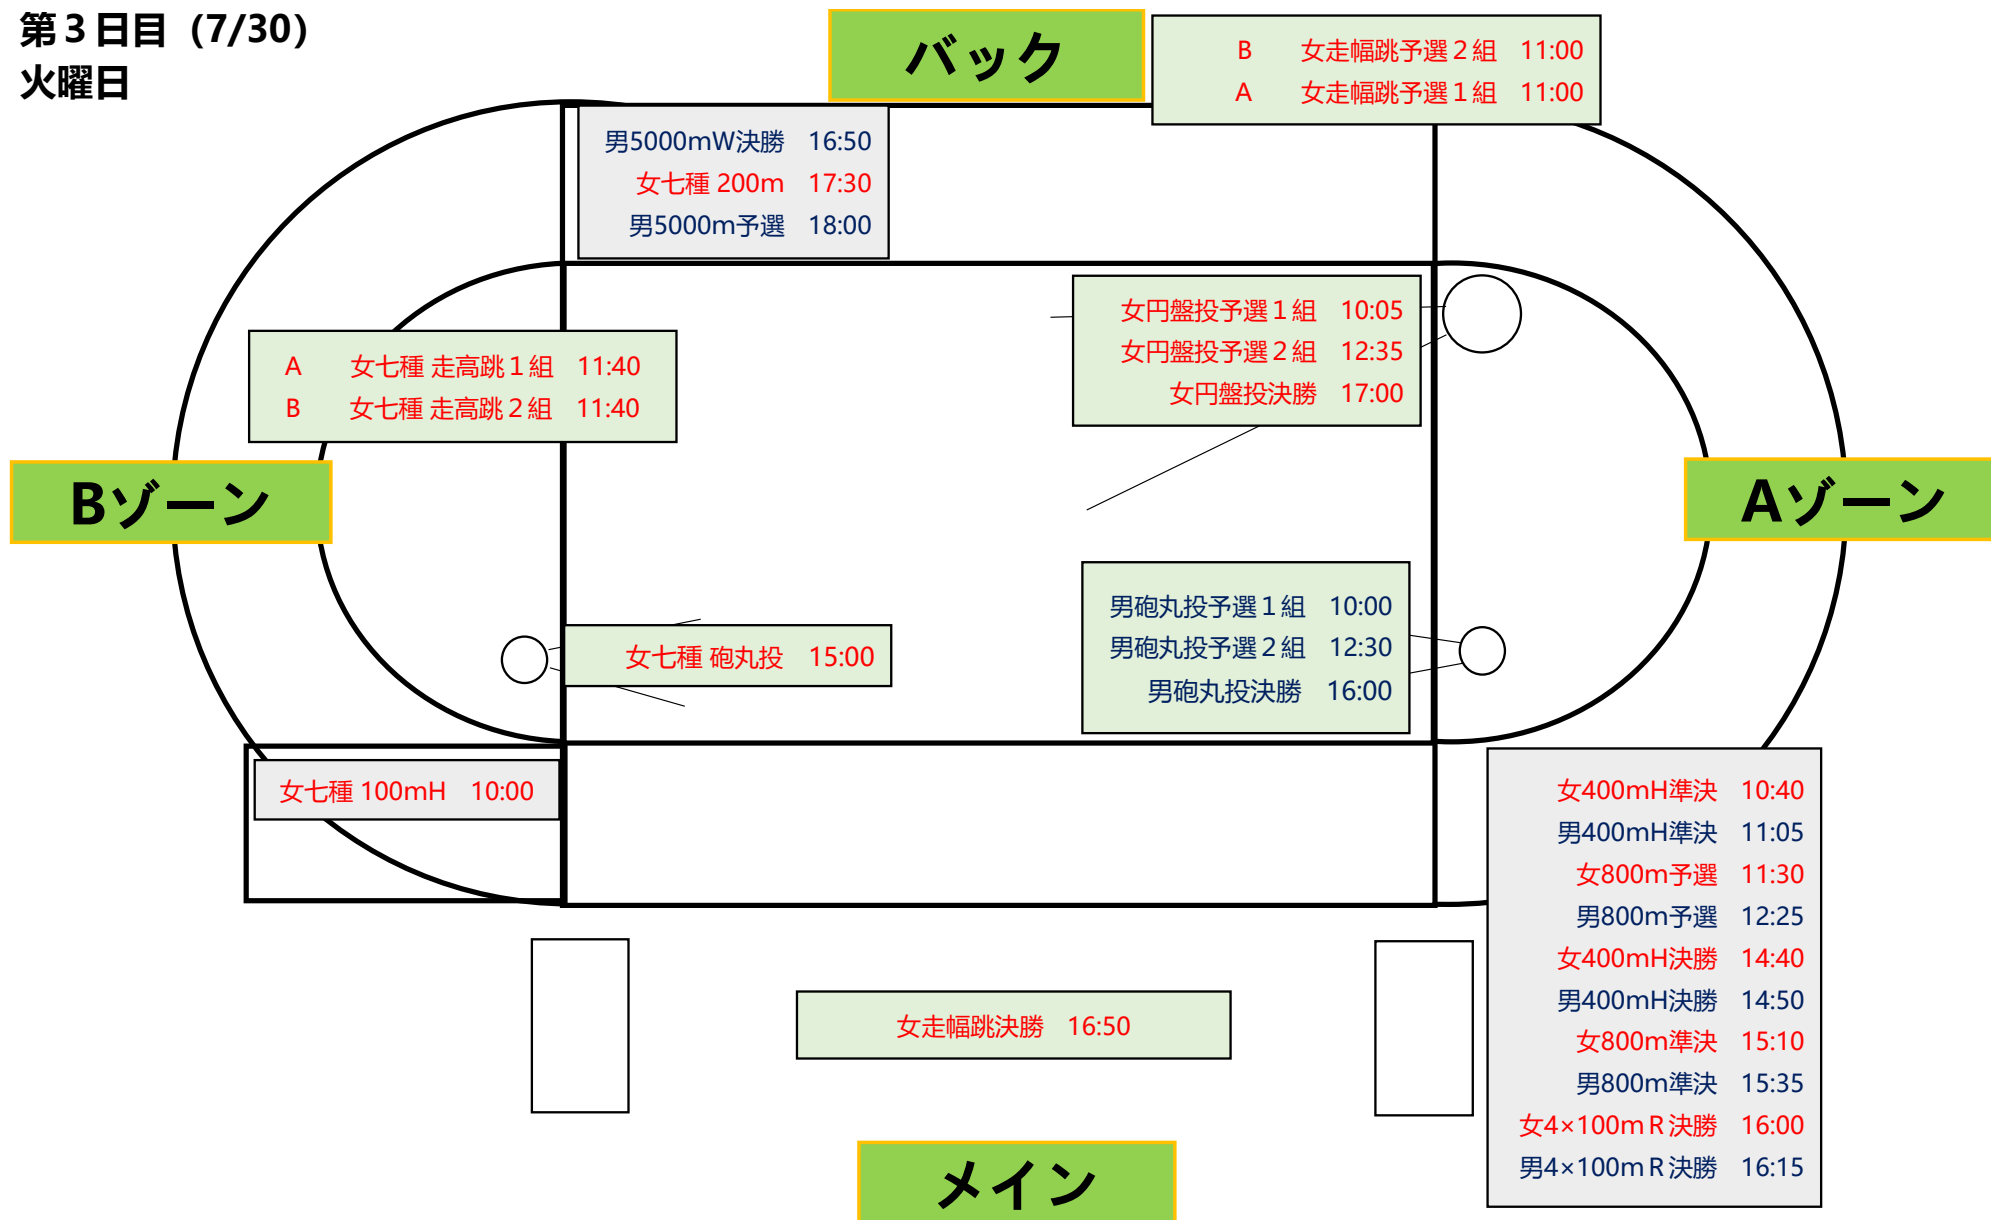 第３日目（7/30）
火曜日
バック
B 女走幅跳予選２組 11:00
A 女走幅跳予選１組 11:00
男5000mW決勝 16:50
女七種 200m 17:30
男5000m予選 18:00
女円盤投予選１組 10:05
女円盤投予選２組 12:35
女円盤投決勝 17:00
A 女七種 走高跳１組 11:40
B 女七種 走高跳２組 11:40
Bゾーン
Aゾーン
男砲丸投予選１組 10:00
男砲丸投予選２組 12:30
男砲丸投決勝 16:00
女七種 砲丸投 15:00
女七種 100mH 10:00
女400mH準決 10:40
男400mH準決 11:05
女800m予選 11:30
男800m予選 12:25
女400mH決勝 14:40
男400mH決勝 14:50
女800m準決 15:10
男800m準決 15:35
女4×100mＲ決勝 16:00
男4×100mＲ決勝 16:15
女走幅跳決勝 16:50
メイン